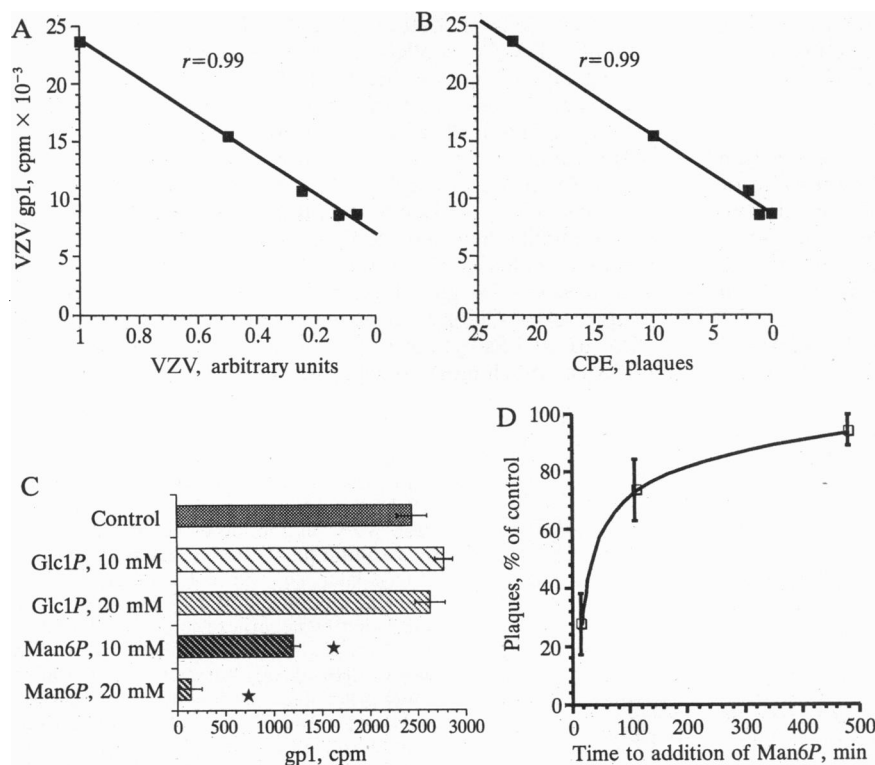 A
VZV gp1, cpm × 10⁻³
25
20
15
10
5
0
r=0.99
1
0.8
0.6
0.4
0.2
0
VZV, arbitrary units
B
25
20
15
10
5
0
r=0.99
25
20
15
10
5
0
CPE, plaques
C
Control
Glc1P, 10 mM
Glc1P, 20 mM
Man6P, 10 mM
Man6P, 20 mM
0
500
1000
1500
2000
2500
3000
gp1, cpm
D
Plaques, % of control
100
80
60
40
20
0
0
100
200
300
400
500
Time to addition of Man6P, min